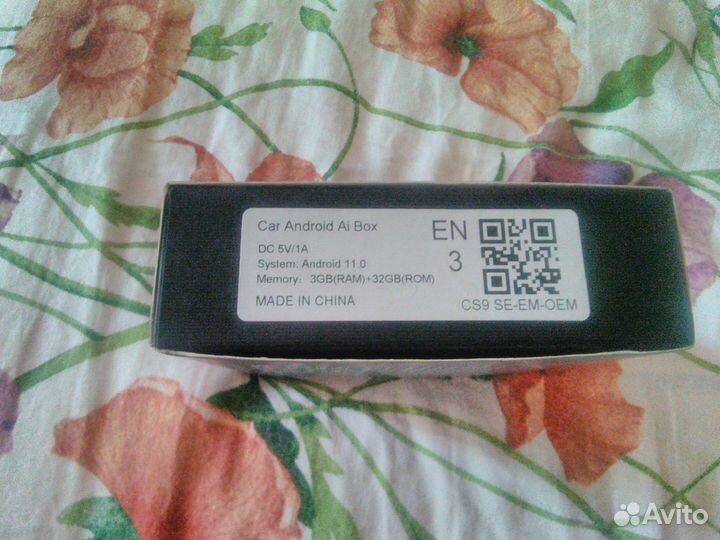 Car Android Ai Box
DC 5V/1A
System: Android 11.0
Memory: 3GB(RAM)+32GB(ROM)
MADE IN CHINA
EN
3
CS9 SE-EM-OEM
Avito